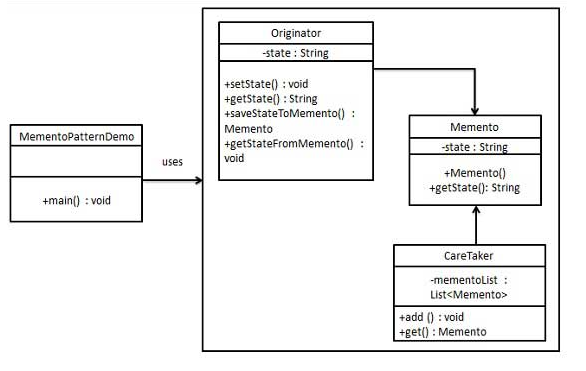 Originator
-state : String
+setState() : void
+getState() : String
+saveStateToMemento() :
Memento
+getStateFromMemento() :
void
MementoPatternDemo
+main() : void
uses
Memento
-state : String
+Memento()
+getState(): String
CareTaker
-mementoList :
List<Memento>
+add () : void
+get() : Memento